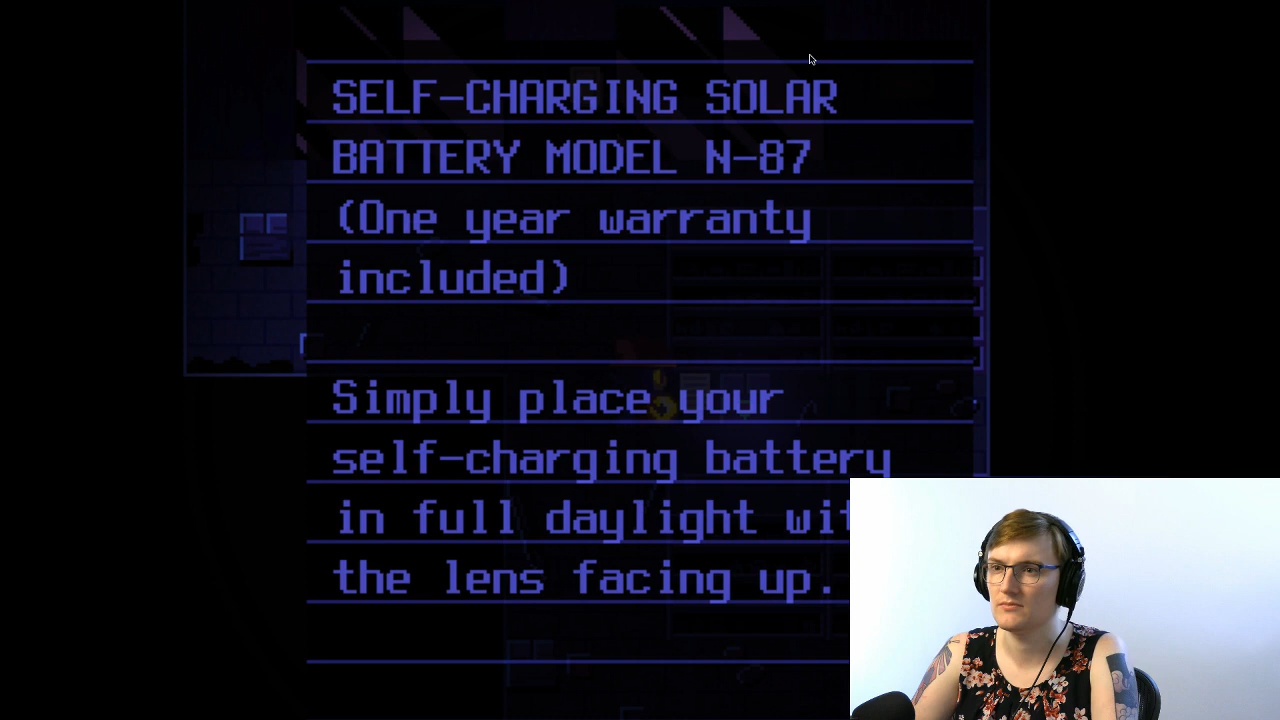 SELF-CHARGING SOLAR
BATTERY MODEL N-87
(One year warranty
included)
Simply place your
self-charging battery
in full daylight
the lens facing up.